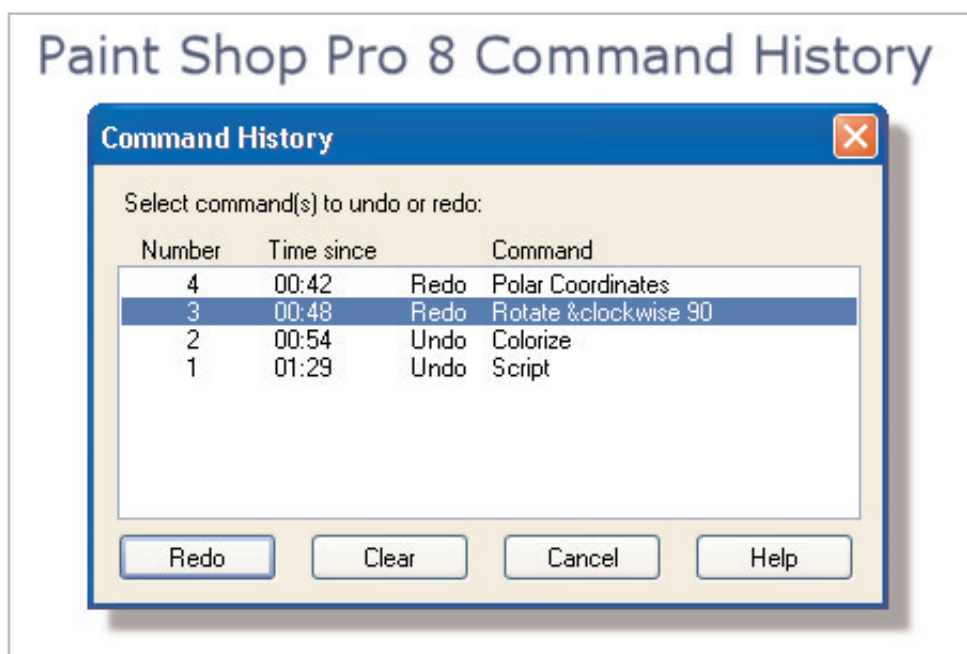 Paint Shop Pro 8 Command History
Command History
Select command(s) to undo or redo:
Number Time since Command
4 00:42 Redo Polar Coordinates
3 00:48 Redo Rotate &clockwise 90
2 00:54 Undo Colorize
1 01:29 Undo Script
Redo Clear Cancel Help